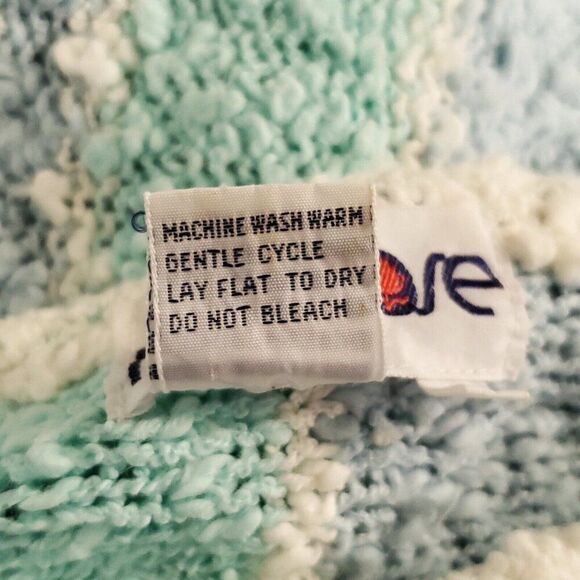 MACHINE WASH WARM
GENTLE CYCLE
LAY FLAT TO DRY
DO NOT BLEACH